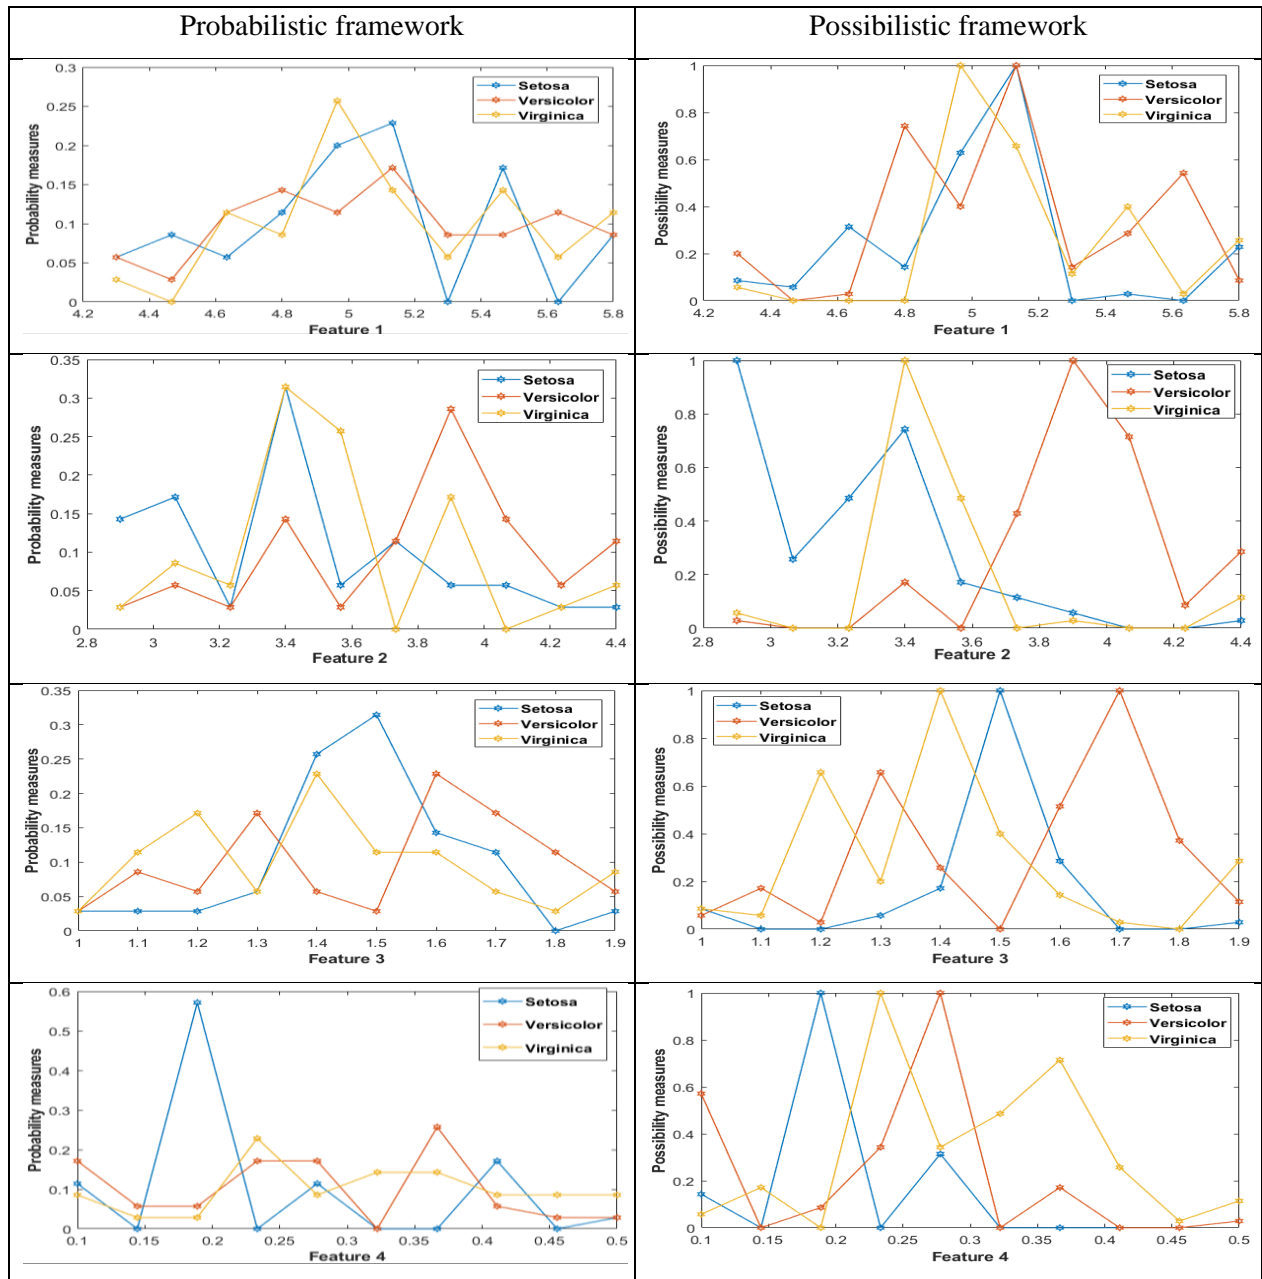 Probabilistic framework
Possibilistic framework
0.3
0.25
0.2
0.15
0.1
0.05
0
Probability measures
Setosa
Versicolor
Virginica
4.2 4.4 4.6 4.8 5 5.2 5.4 5.6 5.8
Feature 1
1
0.8
0.6
0.4
0.2
0
Possibility measures
Setosa
Versicolor
Virginica
4.2 4.4 4.6 4.8 5 5.2 5.4 5.6 5.8
Feature 1
0.35
0.3
0.25
0.2
0.15
0.1
0.05
0
Probability measures
Setosa
Versicolor
Virginica
2.8 3 3.2 3.4 3.6 3.8 4 4.2 4.4
Feature 2
1
0.8
0.6
0.4
0.2
0
Possibility measures
Setosa
Versicolor
Virginica
2.8 3 3.2 3.4 3.6 3.8 4 4.2 4.4
Feature 2
0.35
0.3
0.25
0.2
0.15
0.1
0.05
0
Probability measures
Setosa
Versicolor
Virginica
1 1.1 1.2 1.3 1.4 1.5 1.6 1.7 1.8 1.9
Feature 3
1
0.8
0.6
0.4
0.2
0
Possibility measures
Setosa
Versicolor
Virginica
1 1.1 1.2 1.3 1.4 1.5 1.6 1.7 1.8 1.9
Feature 3
0.6
0.5
0.4
0.3
0.2
0.1
0
Probability measures
Setosa
Versicolor
Virginica
0.1 0.15 0.2 0.25 0.3 0.35 0.4 0.45 0.5
Feature 4
1
0.8
0.6
0.4
0.2
0
Possibility measures
Setosa
Versicolor
Virginica
0.1 0.15 0.2 0.25 0.3 0.35 0.4 0.45 0.5
Feature 4